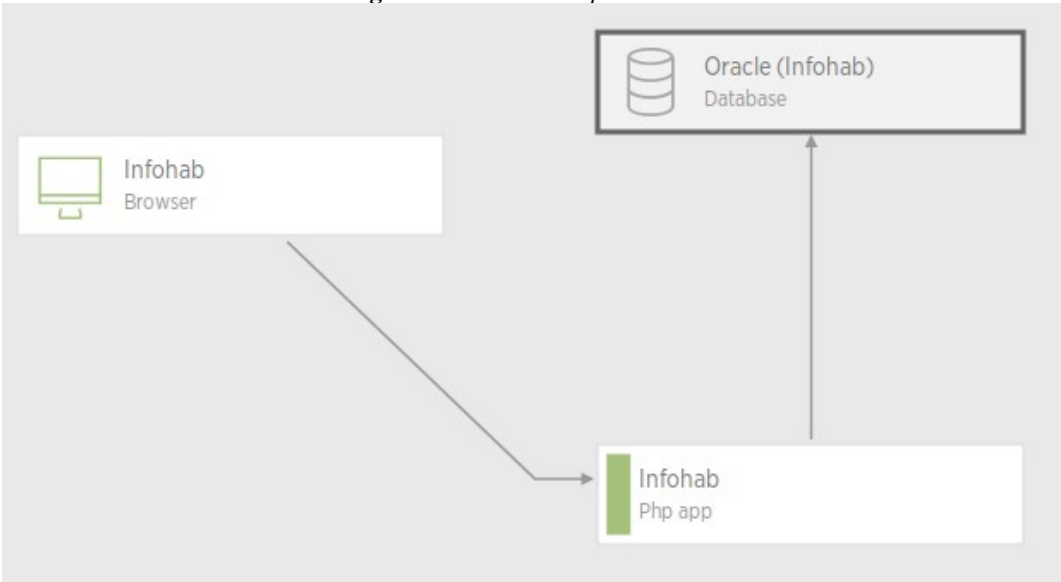 Oracle (Infohab)
Database
Infohab
Browser
Infohab
Php app